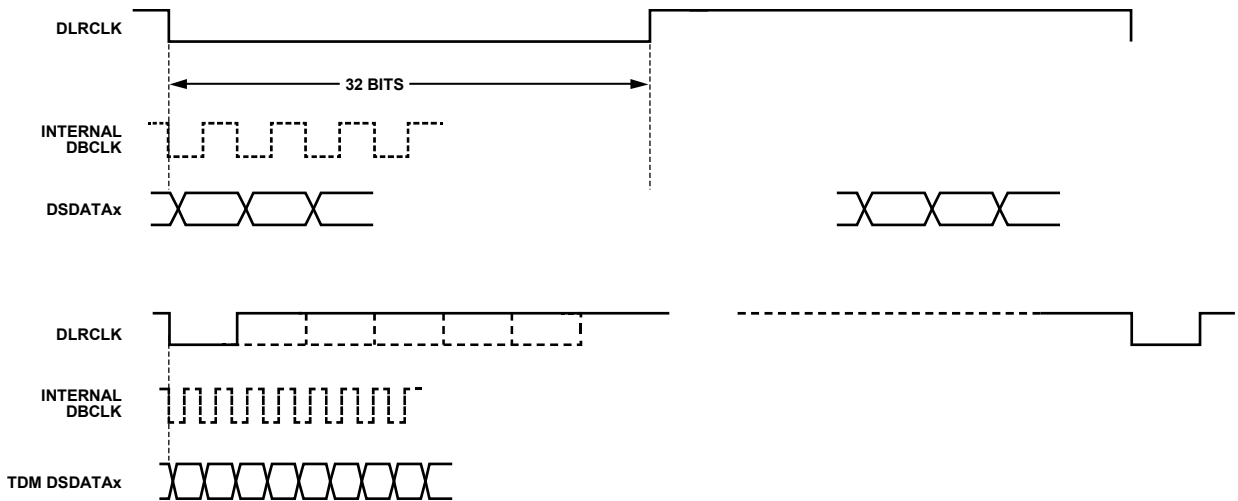 DLRCLK
32 BITS
INTERNAL
DBCLK
DSDATAx
DLRCLK
INTERNAL
DBCLK
TDM DSDATAx